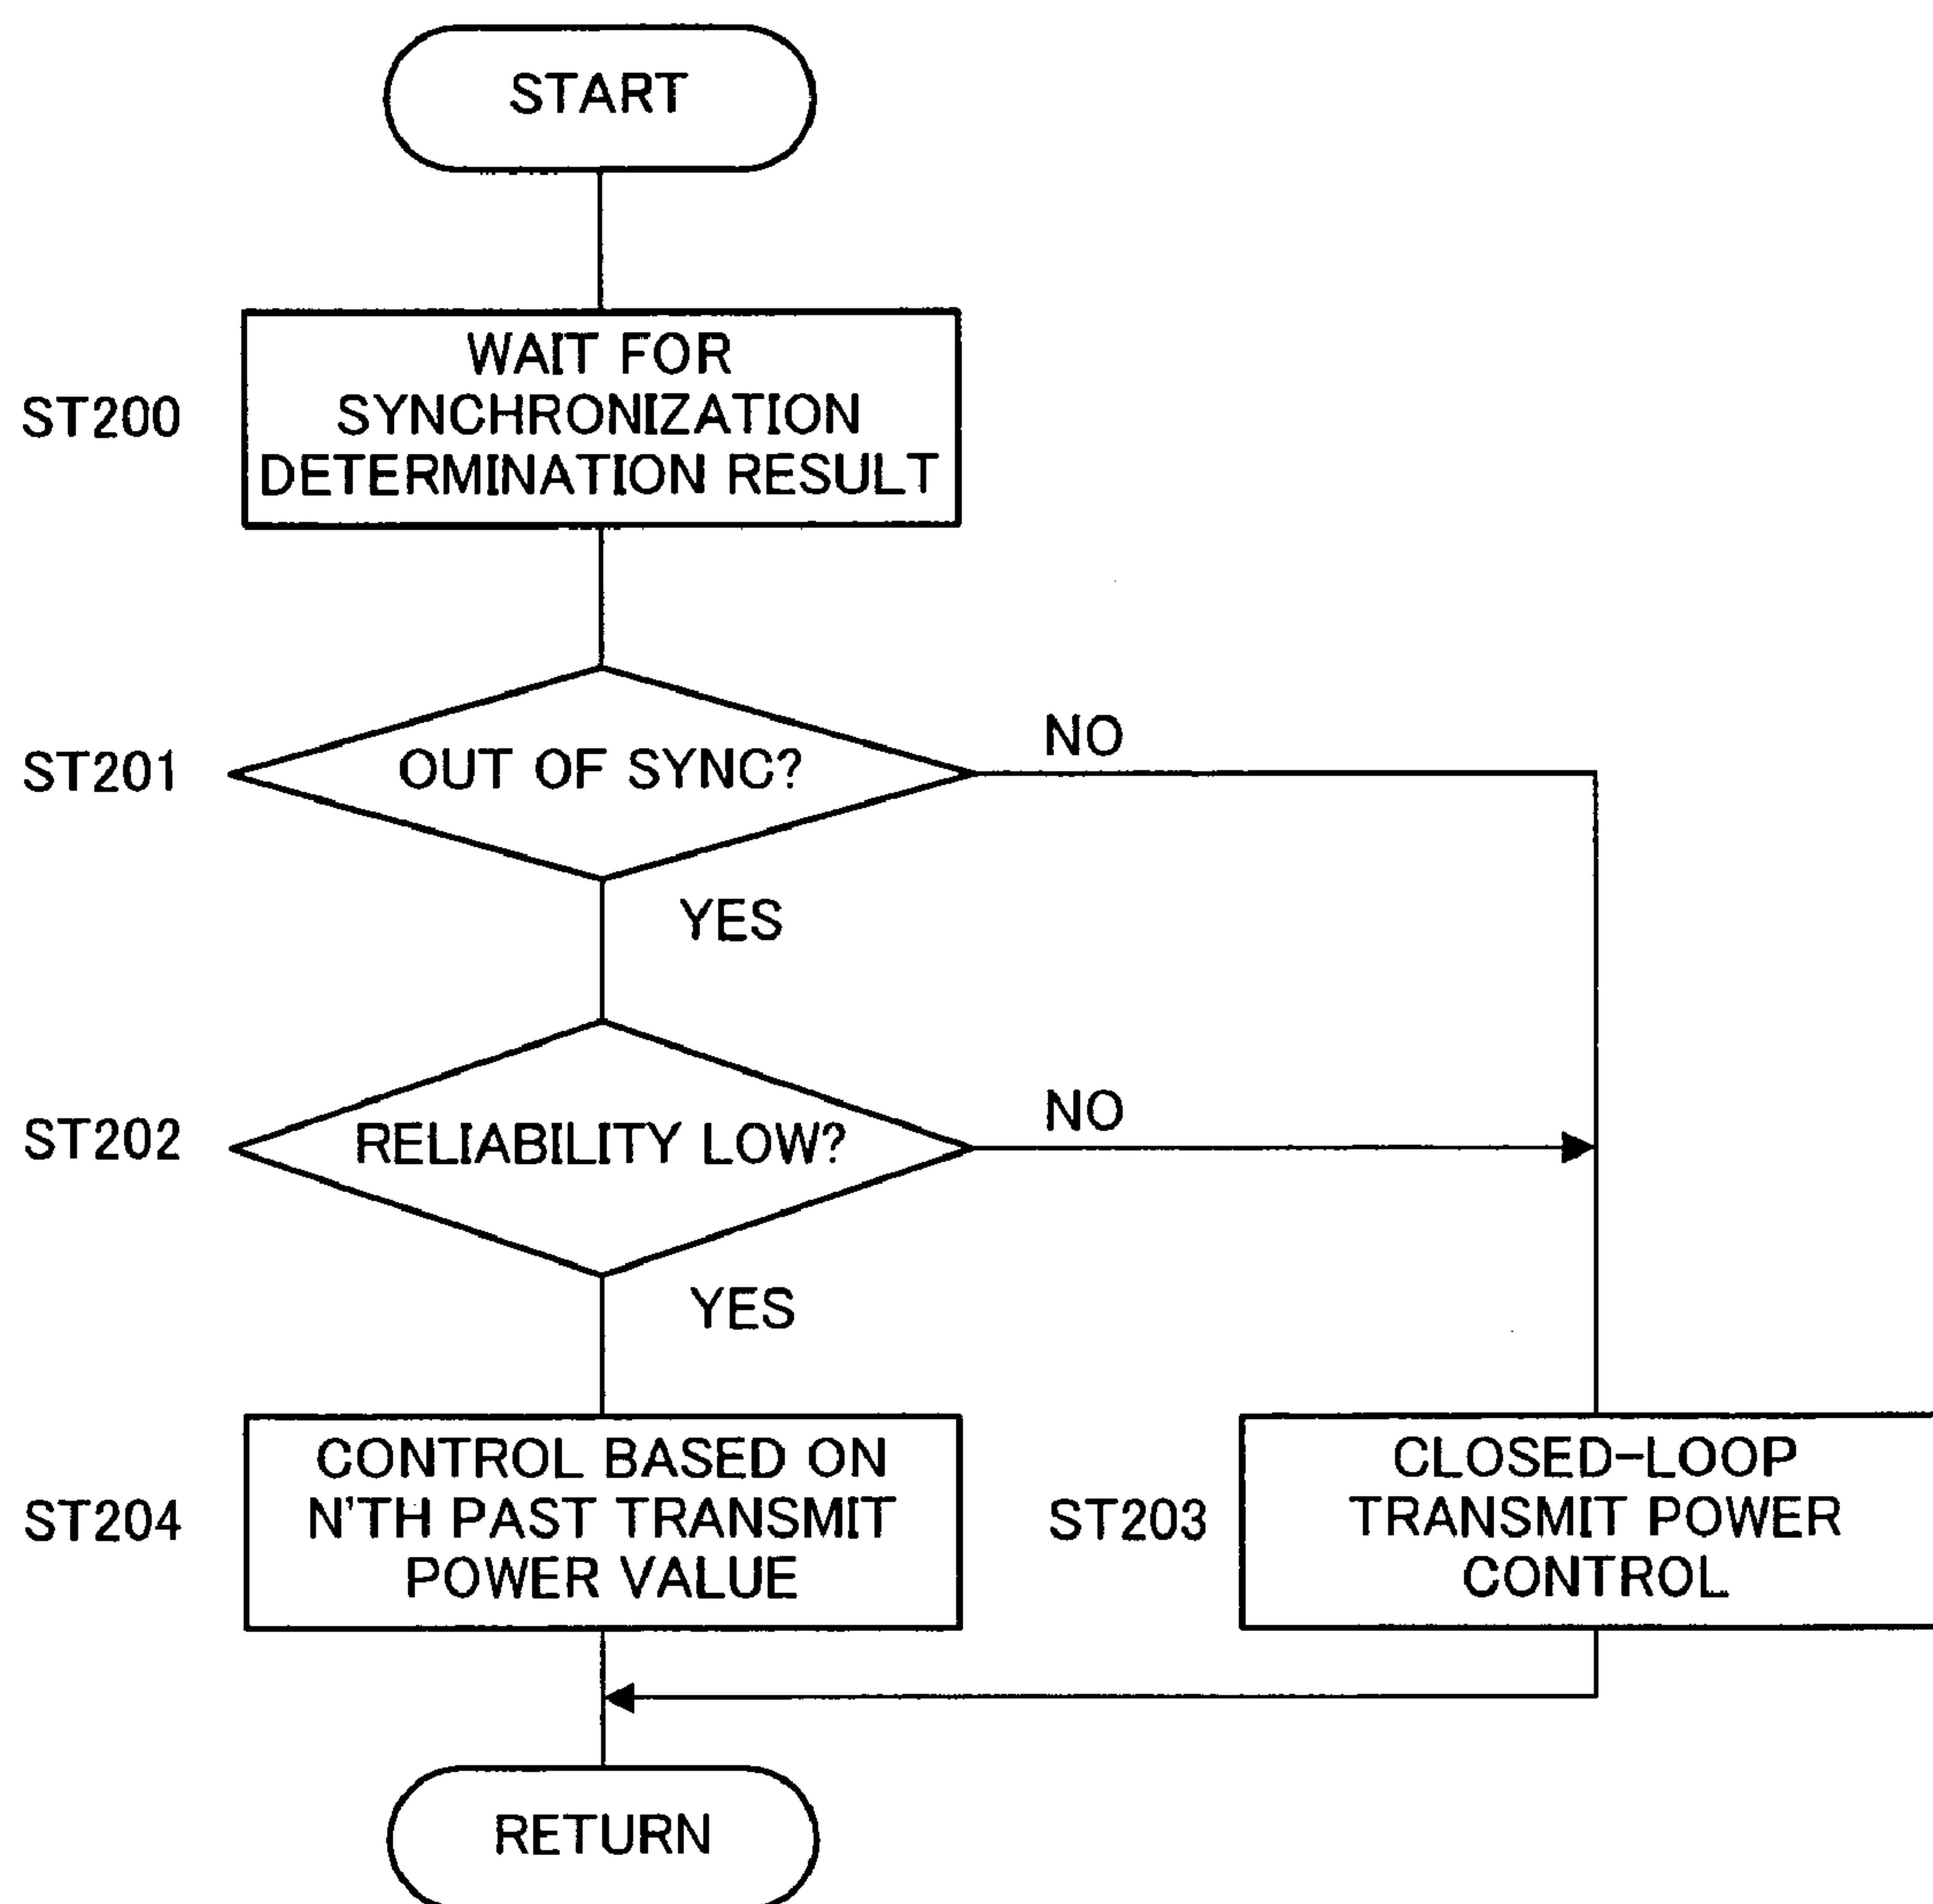 START
ST200
WAIT FOR
SYNCHRONIZATION
DETERMINATION RESULT
ST201
OUT OF SYNC?
NO
YES
ST202
RELIABILITY LOW?
NO
YES
ST204
CONTROL BASED ON
N'TH PAST TRANSMIT
POWER VALUE
ST203
CLOSED-LOOP
TRANSMIT POWER
CONTROL
RETURN